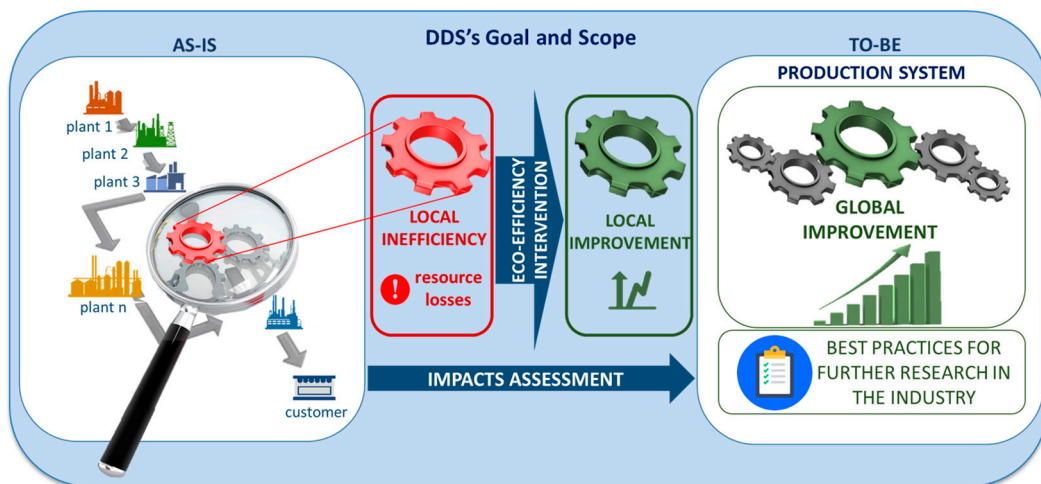 DDS's Goal and Scope
AS-IS
plant 1
plant 2
plant 3
plant n
customer
LOCAL
INEFFICIENCY
! resource
losses
ECO-EFFICIENCY
INTERVENTION
LOCAL
IMPROVEMENT
IMPACTS ASSESSMENT
TO-BE
PRODUCTION SYSTEM
GLOBAL
IMPROVEMENT
BEST PRACTICES FOR
FURTHER RESEARCH IN
THE INDUSTRY